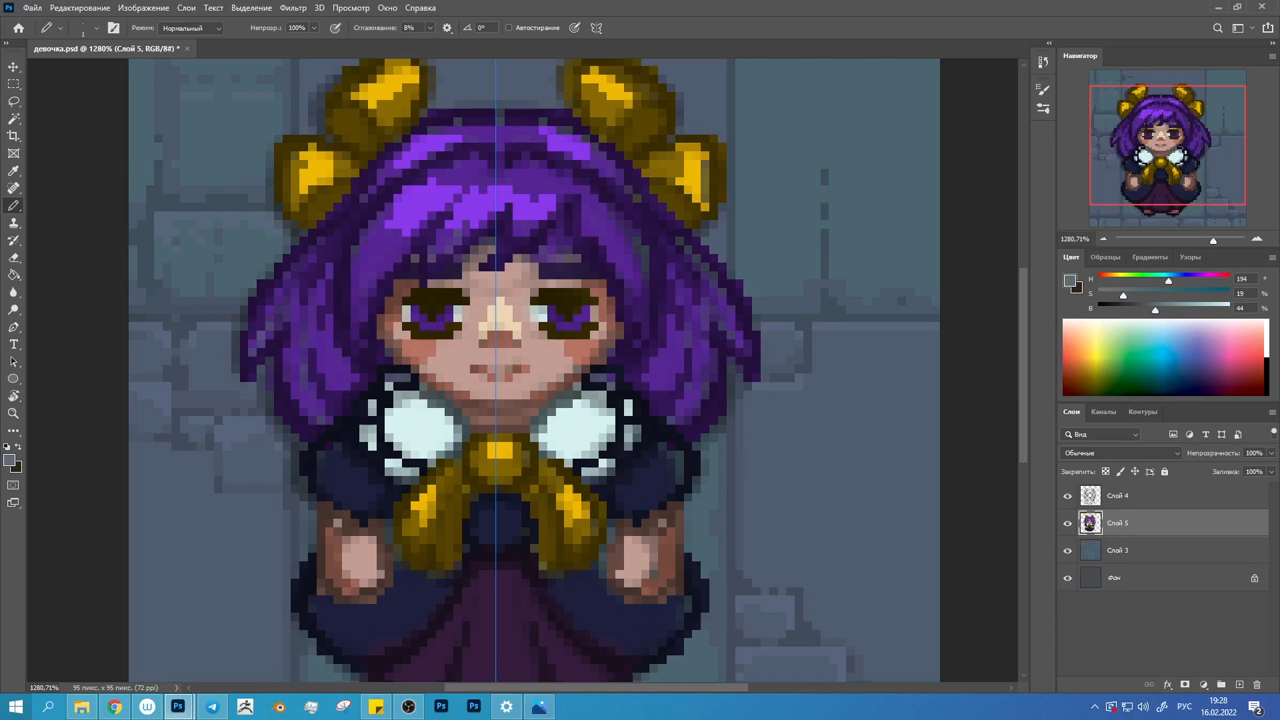 Файл Редактирование Изображение Слои Текст Выделение Фильтр 3D Просмотр Окно Справка
1 Режим: Нормальный Непрозр.: 100% Сглаживание: 8% 0° Автостирание
девочка.psd @ 1280% (Слой 5, RGB/8#) *
Навигатор
1280,71%
Цвет Образцы Градиенты Узоры
H 194 °
S 19 %
B 44 %
Слои Каналы Контуры
Вид
Обычные Непрозрачность: 100%
Закрепить: Заливка: 100%
Слой 4
Слой 5
Слой 3
Фон
1280,71% 95 пикс. x 95 пикс. (72 ppi)
РУС 19:28
16.02.2022 2